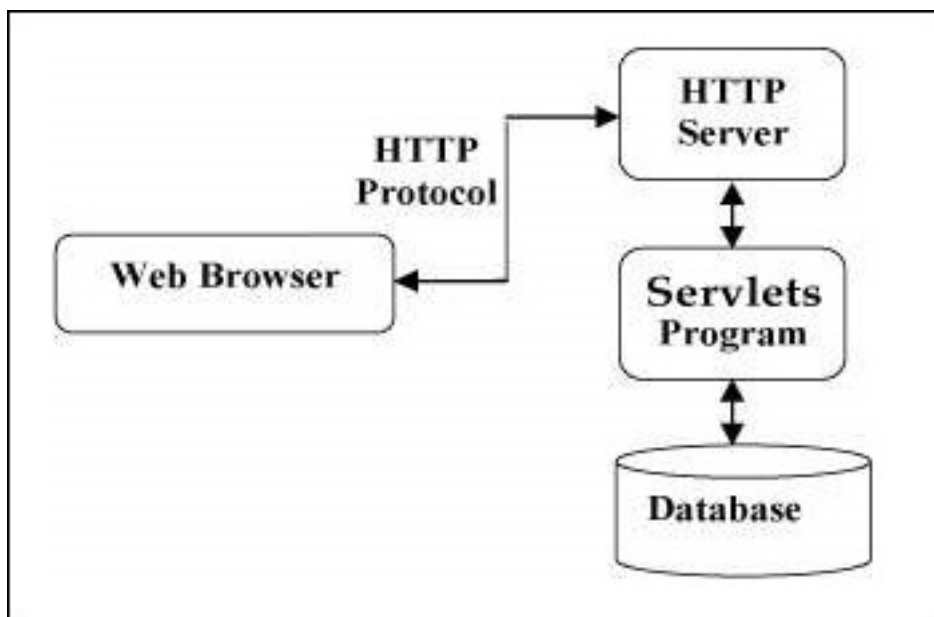 HTTP
Server
HTTP
Protocol
Web Browser
Servlets
Program
Database